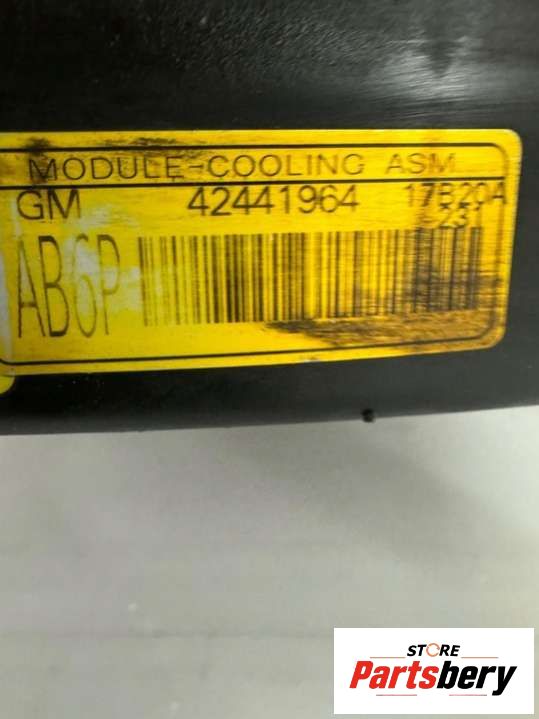 MODULE-COOLING ASM
GM 42441964 17B20A
231
AB6P
STORE
Partsbery